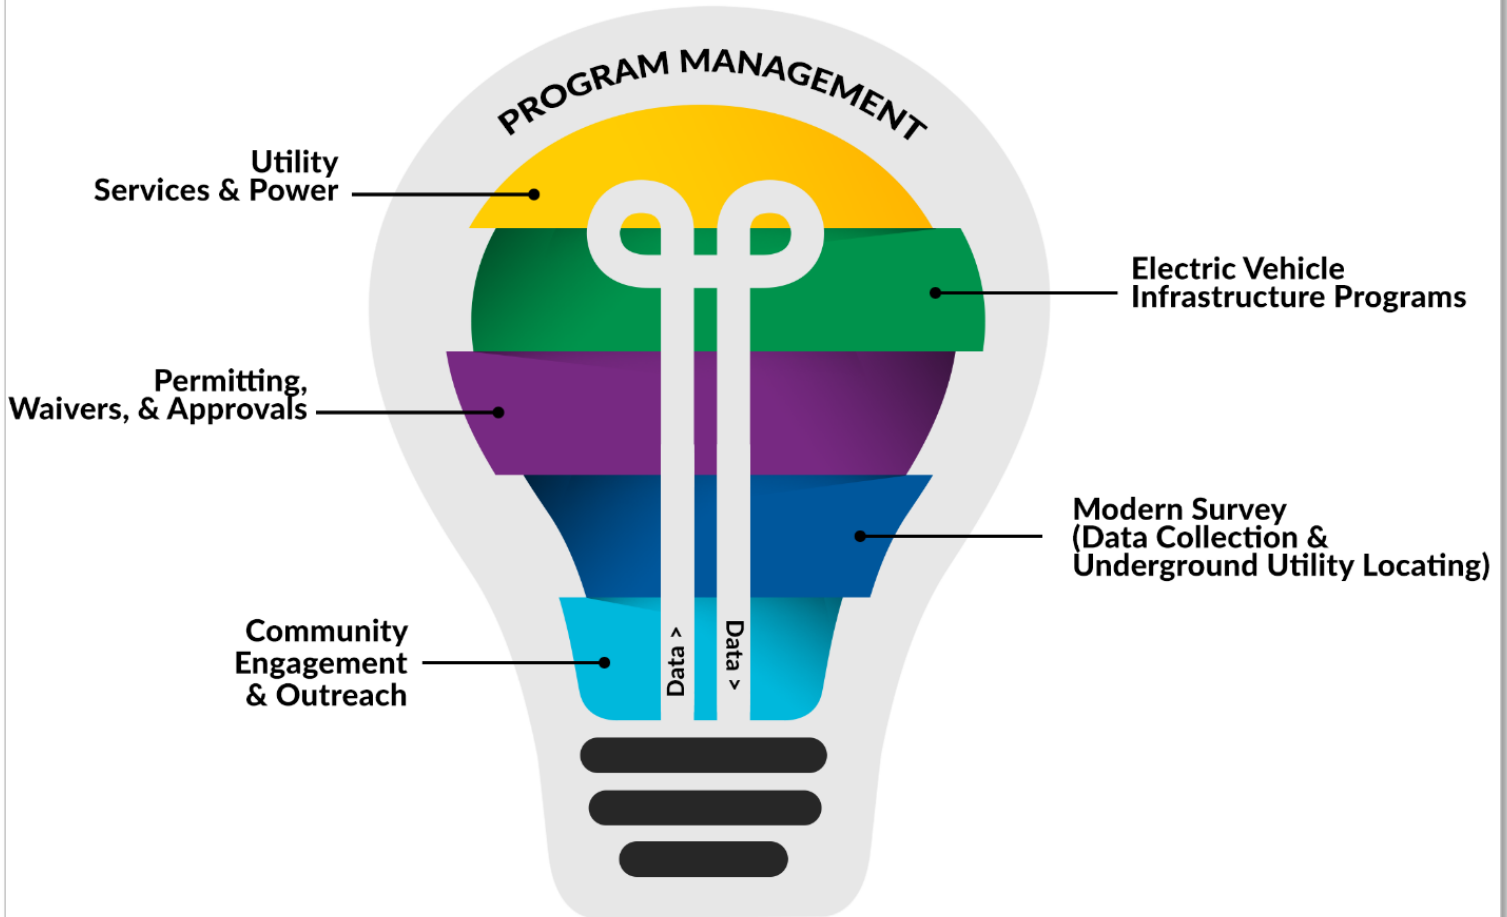 PROGRAM MANAGEMENT
Utility
Services & Power
Electric Vehicle
Infrastructure Programs
Permitting,
Waivers, & Approvals
Modern Survey
(Data Collection &
Underground Utility Locating)
Community
Engagement
& Outreach
Data >
Data <